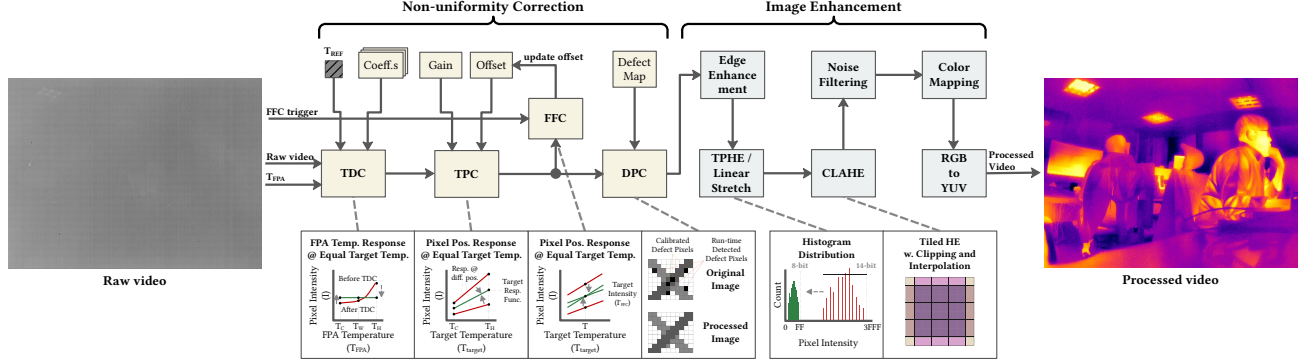 Non-uniformity Correction
Image Enhancement
T_REF
Coeff.s
Gain
Offset
update offset
Defect
Map
Edge
Enhance
ment
Noise
Filtering
Color
Mapping
FFC trigger
FFC
Raw video
T_FPA
TDC
TPC
DPC
TPHE /
Linear
Stretch
CLAHE
RGB
to
YUV
Processed
Video
Raw video
Processed video
FPA Temp. Response
@ Equal Target Temp.
Pixel Intensity
(I)
Before TDC
After TDC
T_C T_W T_H
FPA Temperature
(T_FPA)
Pixel Pos. Response
@ Equal Target Temp.
Pixel Intensity
(I)
Resp. @
diff. pos.
Target
Resp.
Func.
T_C T_H
Target Temperature
(T_target)
Pixel Pos. Response
@ Equal Target Temp.
Pixel Intensity
(I)
Target
Intensity
T
Target Temperature
(T_target)
Calibrated
Defect Pixels
Run-time
Detected
Defect Pixels
Original
Image
Processed
Image
Histogram
Distribution
8-bit 14-bit
Count
0 FF 3FFF
Pixel Intensity
Tiled HE
w. Clipping and
Interpolation